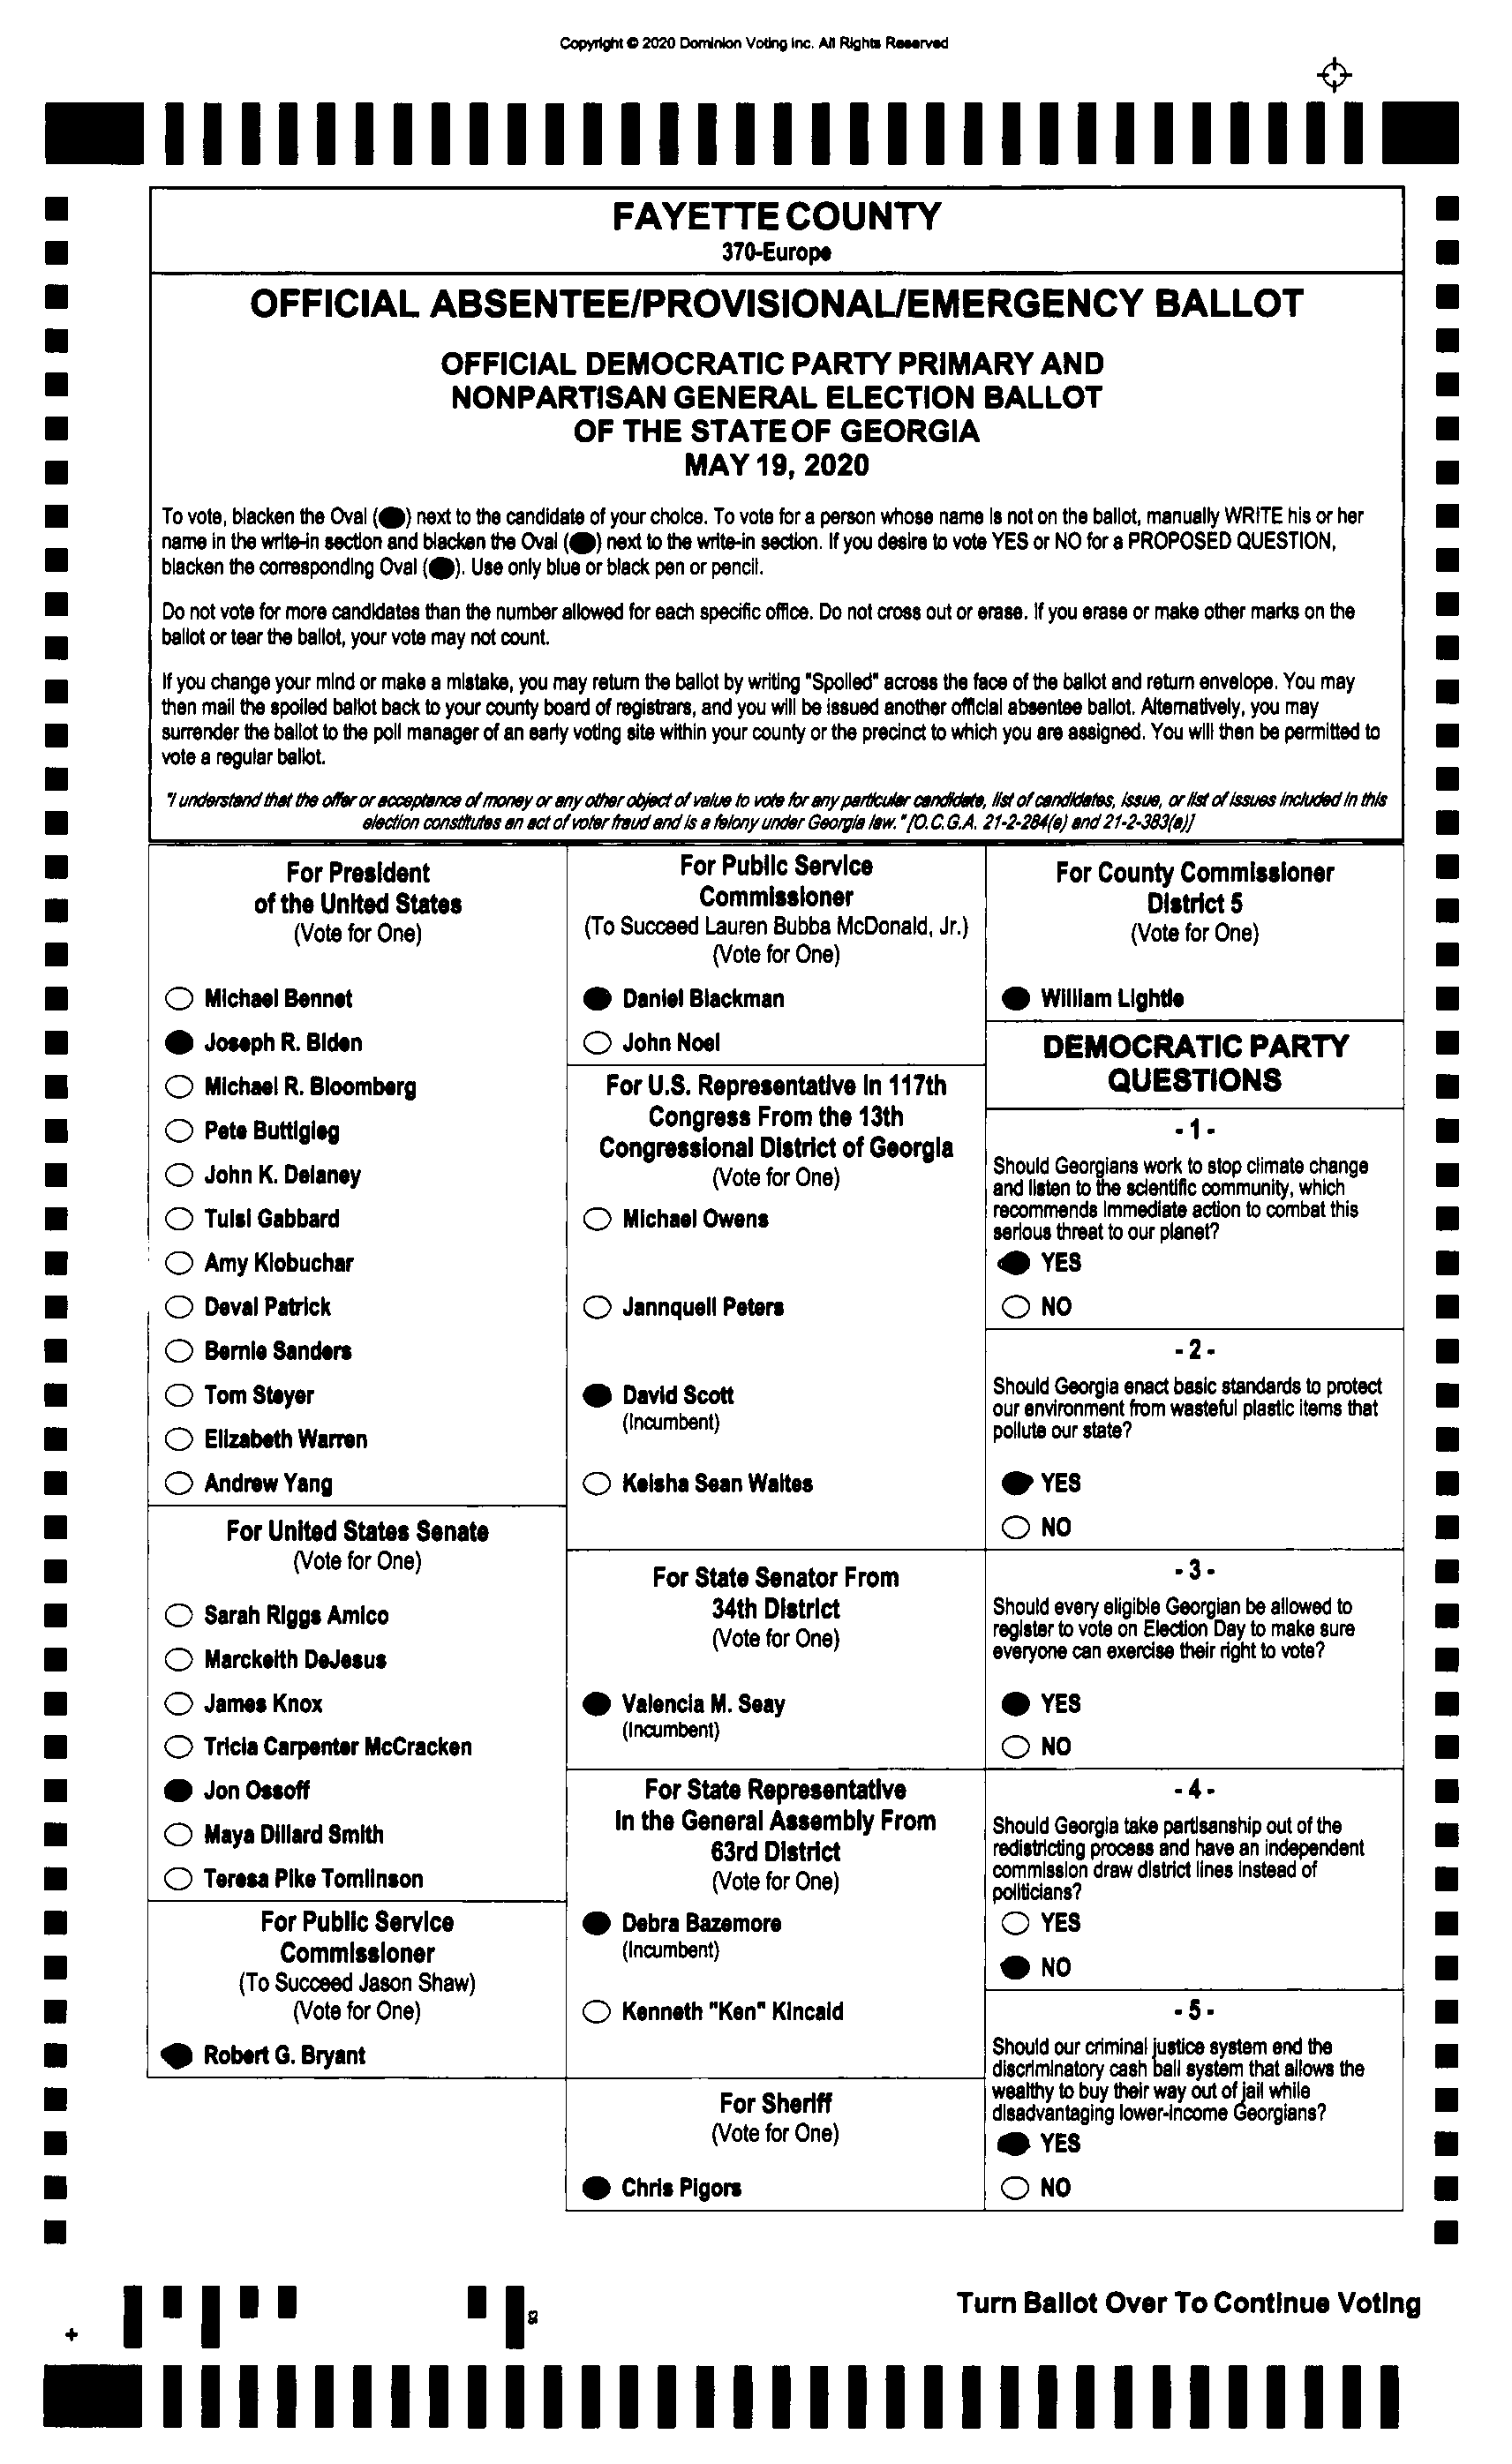 Copyright © 2020 Dominion Voting Inc. All Rights Reserved
FAYETTE COUNTY
370-Europe
OFFICIAL ABSENTEE/PROVISIONAL/EMERGENCY BALLOT
OFFICIAL DEMOCRATIC PARTY PRIMARY AND
NONPARTISAN GENERAL ELECTION BALLOT
OF THE STATE OF GEORGIA
MAY 19, 2020
To vote, blacken the Oval (⬬) next to the candidate of your choice. To vote for a person whose name is not on the ballot, manually WRITE his or her
name in the write-in section and blacken the Oval (⬬) next to the write-in section. If you desire to vote YES or NO for a PROPOSED QUESTION,
blacken the corresponding Oval (⬬). Use only blue or black pen or pencil.
Do not vote for more candidates than the number allowed for each specific office. Do not cross out or erase. If you erase or make other marks on the
ballot or tear the ballot, your vote may not count.
If you change your mind or make a mistake, you may return the ballot by writing "Spoiled" across the face of the ballot and return envelope. You may
then mail the spoiled ballot back to your county board of registrars, and you will be issued another official absentee ballot. Alternatively, you may
surrender the ballot to the poll manager of an early voting site within your county or the precinct to which you are assigned. You will then be permitted to
vote a regular ballot.
"I understand that the offer or acceptance of money or any other object of value to vote for any particular candidate, list of candidates, issue, or list of issues included in this
election constitutes an act of voter fraud and is a felony under Georgia law." [O.C.G.A. 21-2-284(e) and 21-2-383(a)]
For President
of the United States
(Vote for One)
Michael Bennet
Joseph R. Biden
Michael R. Bloomberg
Pete Buttigieg
John K. Delaney
Tulsi Gabbard
Amy Klobuchar
Deval Patrick
Bernie Sanders
Tom Steyer
Elizabeth Warren
Andrew Yang
For United States Senate
(Vote for One)
Sarah Riggs Amico
Marckeith DeJesus
James Knox
Tricia Carpenter McCracken
Jon Ossoff
Maya Dillard Smith
Teresa Pike Tomlinson
For Public Service
Commissioner
(To Succeed Jason Shaw)
(Vote for One)
Robert G. Bryant
For Public Service
Commissioner
(To Succeed Lauren Bubba McDonald, Jr.)
(Vote for One)
Daniel Blackman
John Noel
For U.S. Representative in 117th
Congress From the 13th
Congressional District of Georgia
(Vote for One)
Michael Owens
Jannquell Peters
David Scott
(Incumbent)
Keisha Sean Waites
For State Senator From
34th District
(Vote for One)
Valencia M. Seay
(Incumbent)
For State Representative
In the General Assembly From
63rd District
(Vote for One)
Debra Bazemore
(Incumbent)
Kenneth "Ken" Kincaid
For Sheriff
(Vote for One)
Chris Pigors
For County Commissioner
District 5
(Vote for One)
William Lightle
DEMOCRATIC PARTY
QUESTIONS
- 1 -
Should Georgians work to stop climate change
and listen to the scientific community, which
recommends immediate action to combat this
serious threat to our planet?
YES
NO
- 2 -
Should Georgia enact basic standards to protect
our environment from wasteful plastic items that
pollute our state?
YES
NO
- 3 -
Should every eligible Georgian be allowed to
register to vote on Election Day to make sure
everyone can exercise their right to vote?
YES
NO
- 4 -
Should Georgia take partisanship out of the
redistricting process and have an independent
commission draw district lines instead of
politicians?
YES
NO
- 5 -
Should our criminal justice system end the
discriminatory cash bail system that allows the
wealthy to buy their way out of jail while
disadvantaging lower-income Georgians?
YES
NO
Turn Ballot Over To Continue Voting